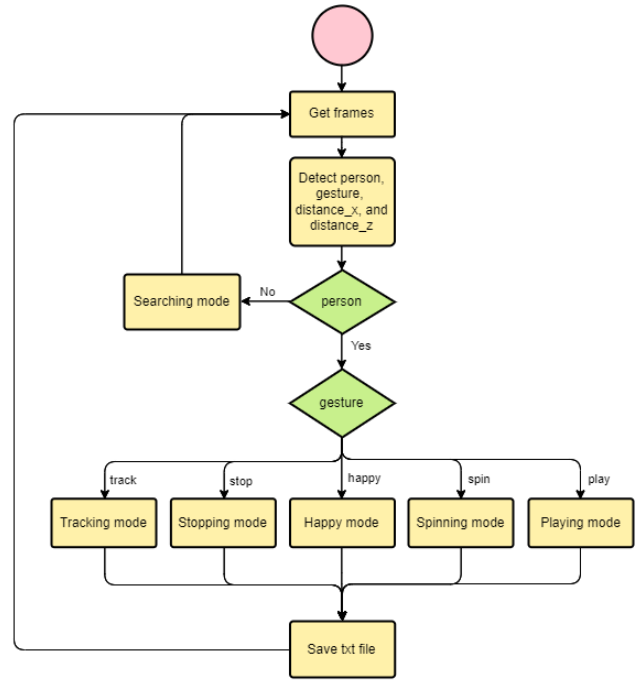 Get frames
Detect person,
gesture,
distance_x, and
distance_z
Searching mode
No
person
Yes
gesture
track
stop
happy
spin
play
Tracking mode
Stopping mode
Happy mode
Spinning mode
Playing mode
Save txt file